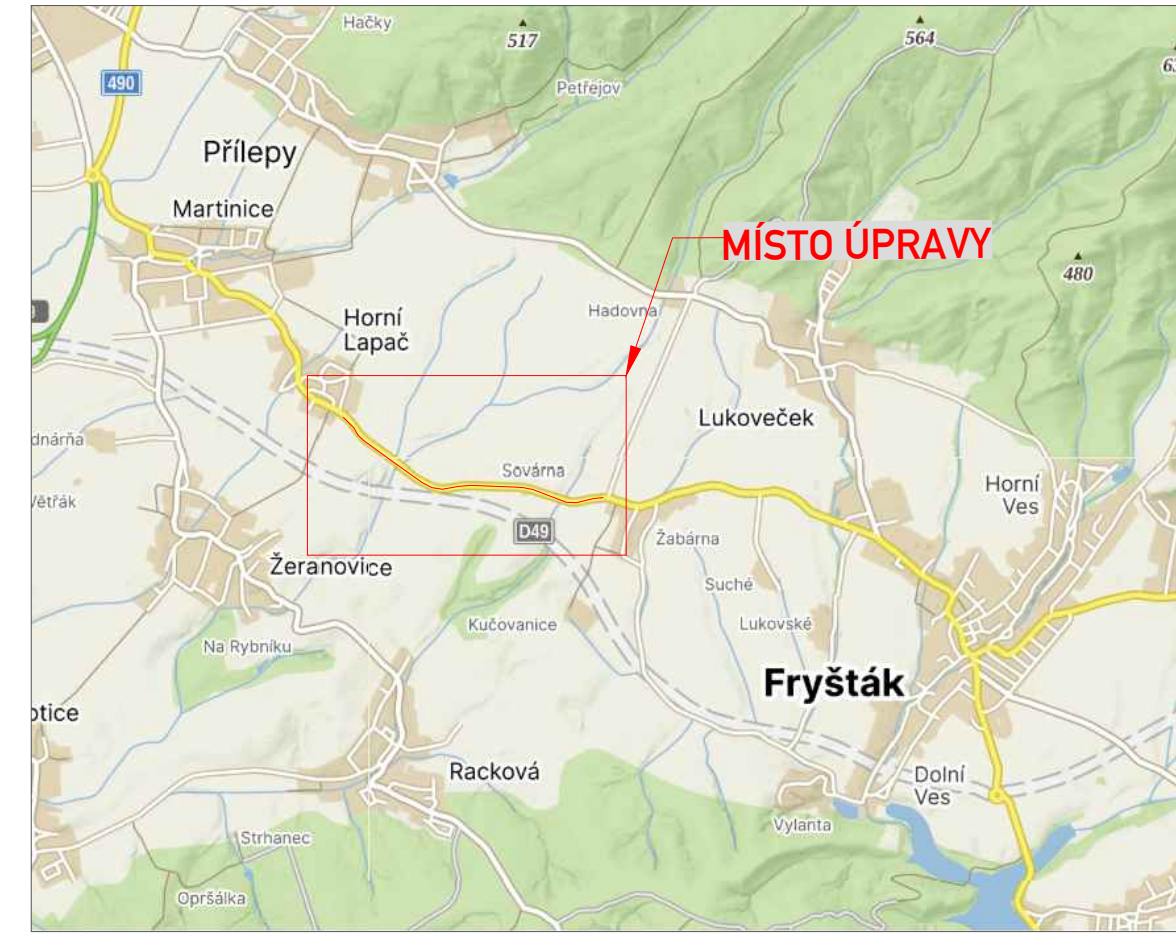 Hačky
517
564
490
Petřejov
Přílepy
Martinice
MÍSTO ÚPRAVY
480
Hadovna
Horní
Lapač
Lukoveček
Sovárna
Horní
Ves
D49
Žabárna
Žeranovice
Suché
Kučovanice
Lukovské
Na Rybníku
Fryšták
Racková
Dolní
Ves
Vylanta
Strhanec
Opršálka